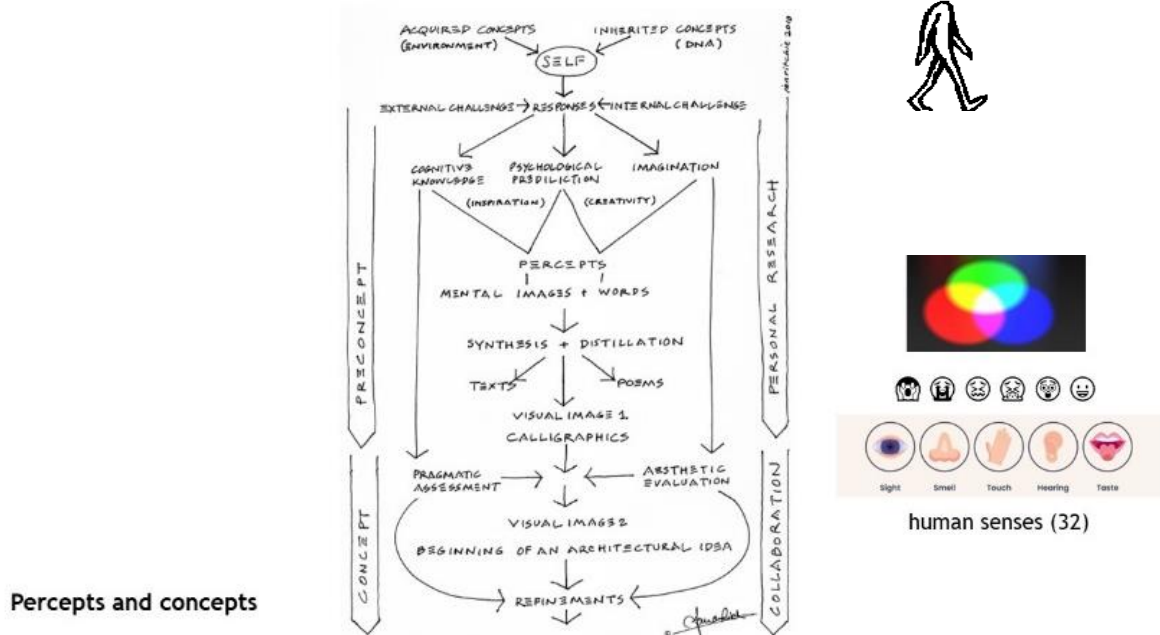 ACQUIRED CONCEPTS
(ENVIRONMENT)
INHERITED CONCEPTS
(DNA)
SELF
EXTERNAL CHALLENGE
RESPONSES
INTERNAL CHALLENGE
COGNITIVE
KNOWLEDGE
PSYCHOLOGICAL
PREDILICTION
IMAGINATION
(INSPIRATION)
(CREATIVITY)
PERCEPTS
MENTAL IMAGES + WORDS
SYNTHESIS + DISTILLATION
TEXTS
POEMS
VISUAL IMAGE 1
CALLIGRAPHICS
PRAGMATIC
ASSESSMENT
AESTHETIC
EVALUATION
VISUAL IMAGE 2
BEGINNING OF AN ARCHITECTURAL IDEA
REFINEMENTS
PRECONCEPT
CONCEPT
PERSONAL RESEARCH
COLLABORATION
Sight
Smell
Touch
Hearing
Taste
human senses (32)
Percepts and concepts